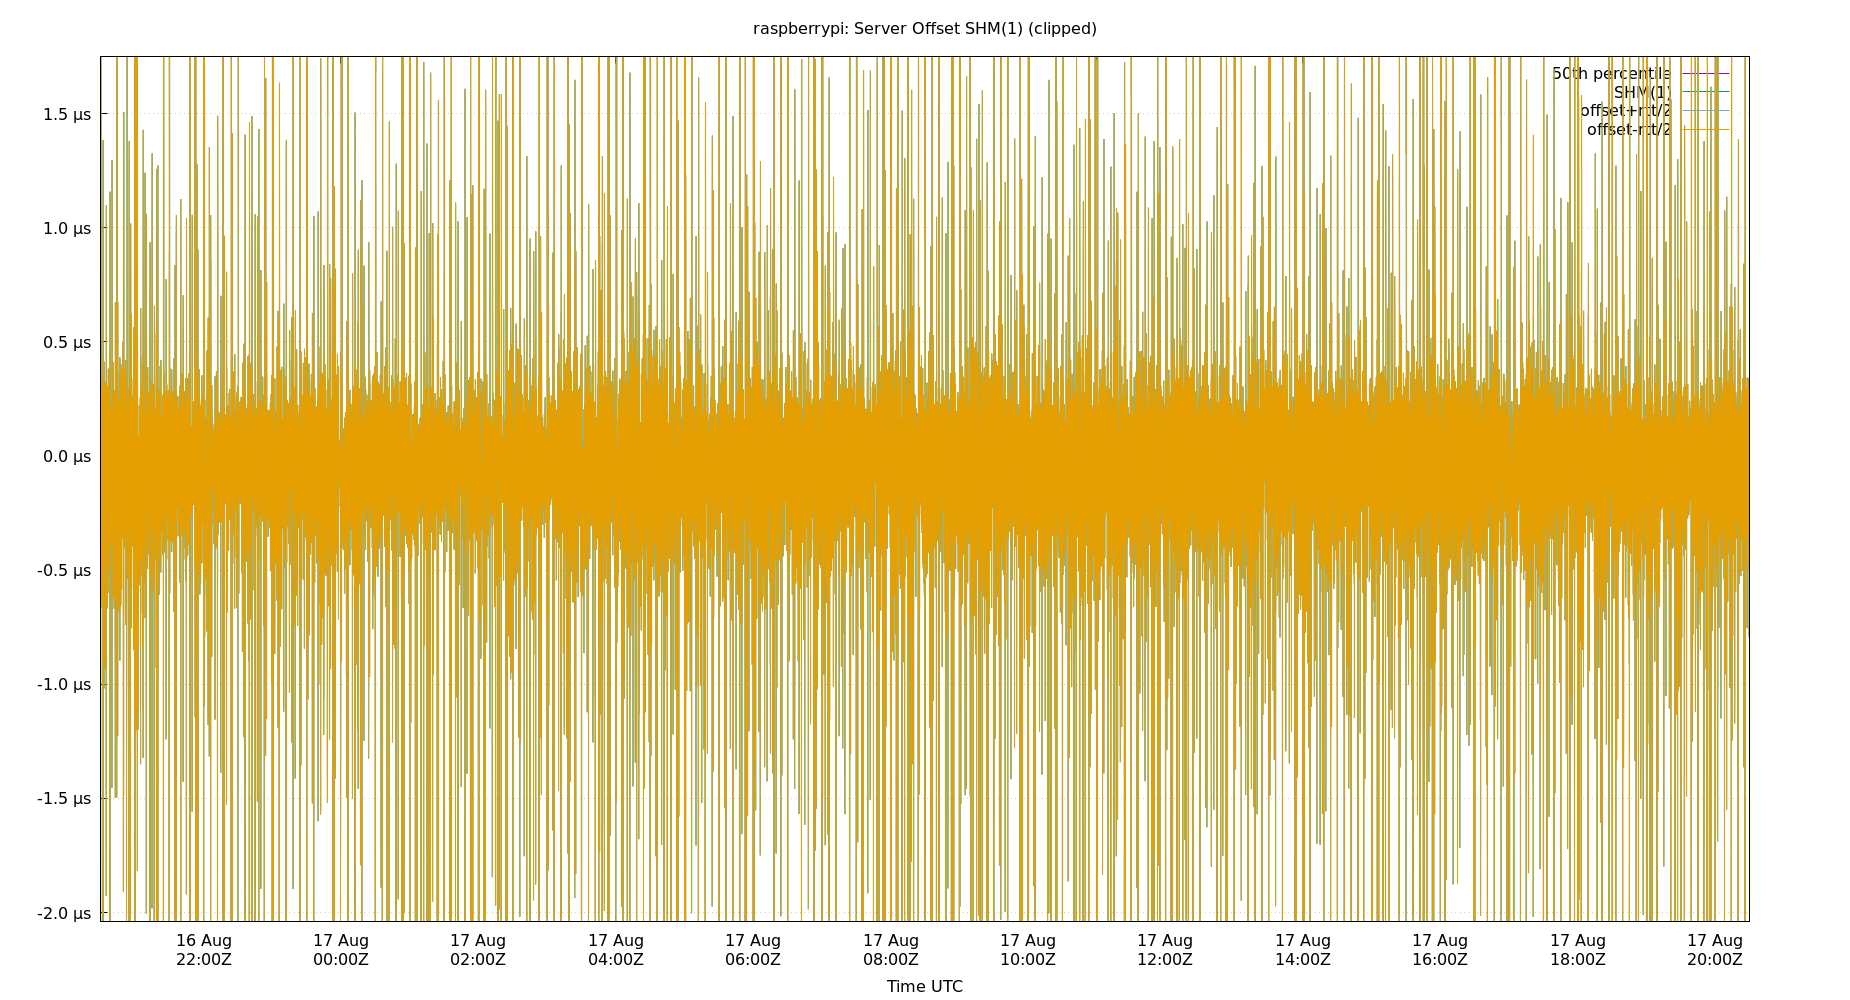 raspberrypi: Server Offset SHM(1) (clipped)
50th percentile
SHM(1)
offset+rtt/2
offset-rtt/2
1.5 µs
1.0 µs
0.5 µs
0.0 µs
-0.5 µs
-1.0 µs
-1.5 µs
-2.0 µs
16 Aug 17 Aug 17 Aug 17 Aug 17 Aug 17 Aug 17 Aug 17 Aug 17 Aug 17 Aug 17 Aug 17 Aug
22:00Z 00:00Z 02:00Z 04:00Z 06:00Z 08:00Z 10:00Z 12:00Z 14:00Z 16:00Z 18:00Z 20:00Z
Time UTC